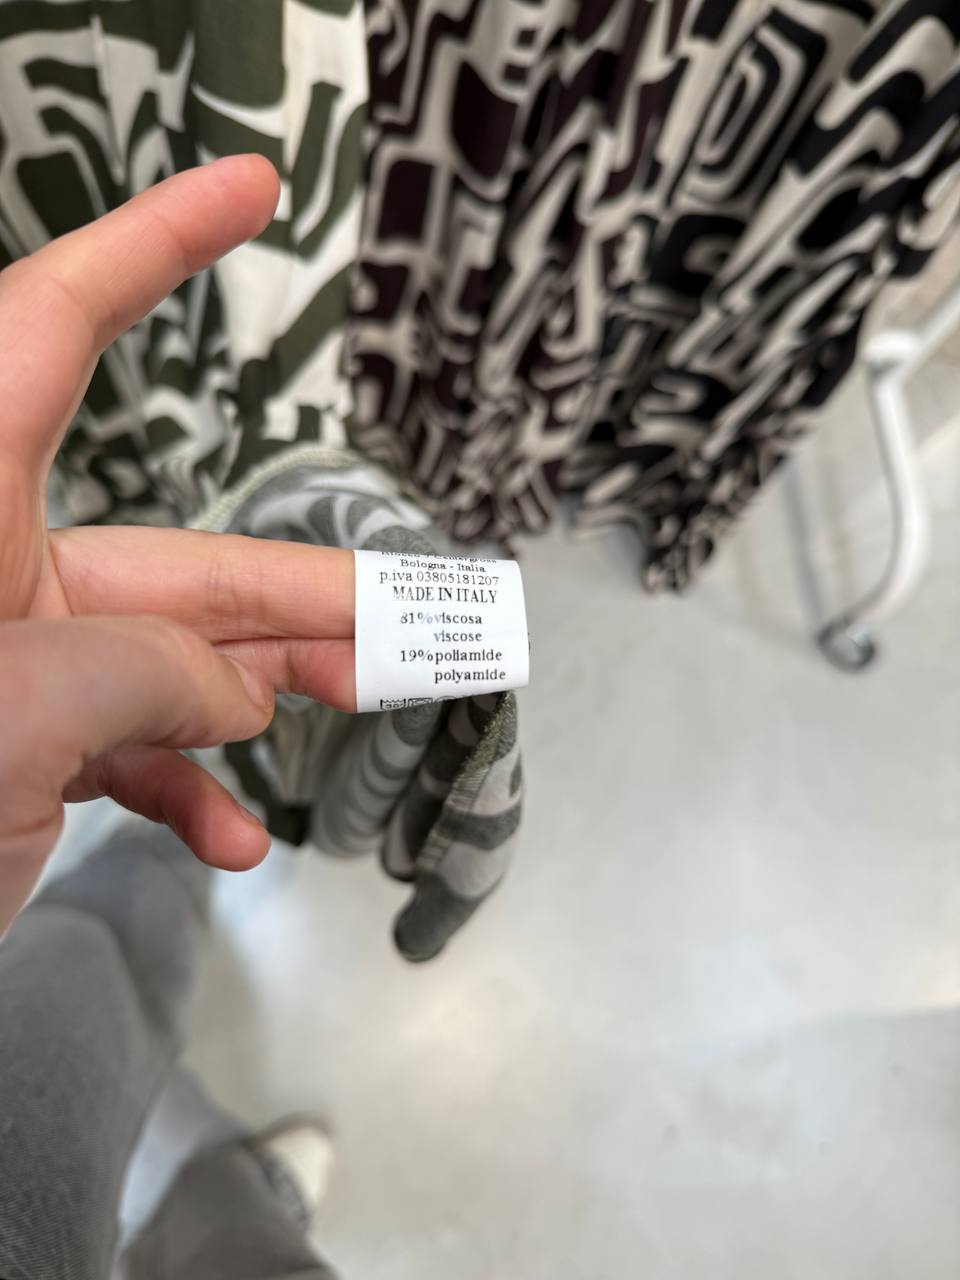 Bologna - Italia
p.iva 03805181207
MADE IN ITALY
81% viscosa
viscose
19% poliamide
polyamide